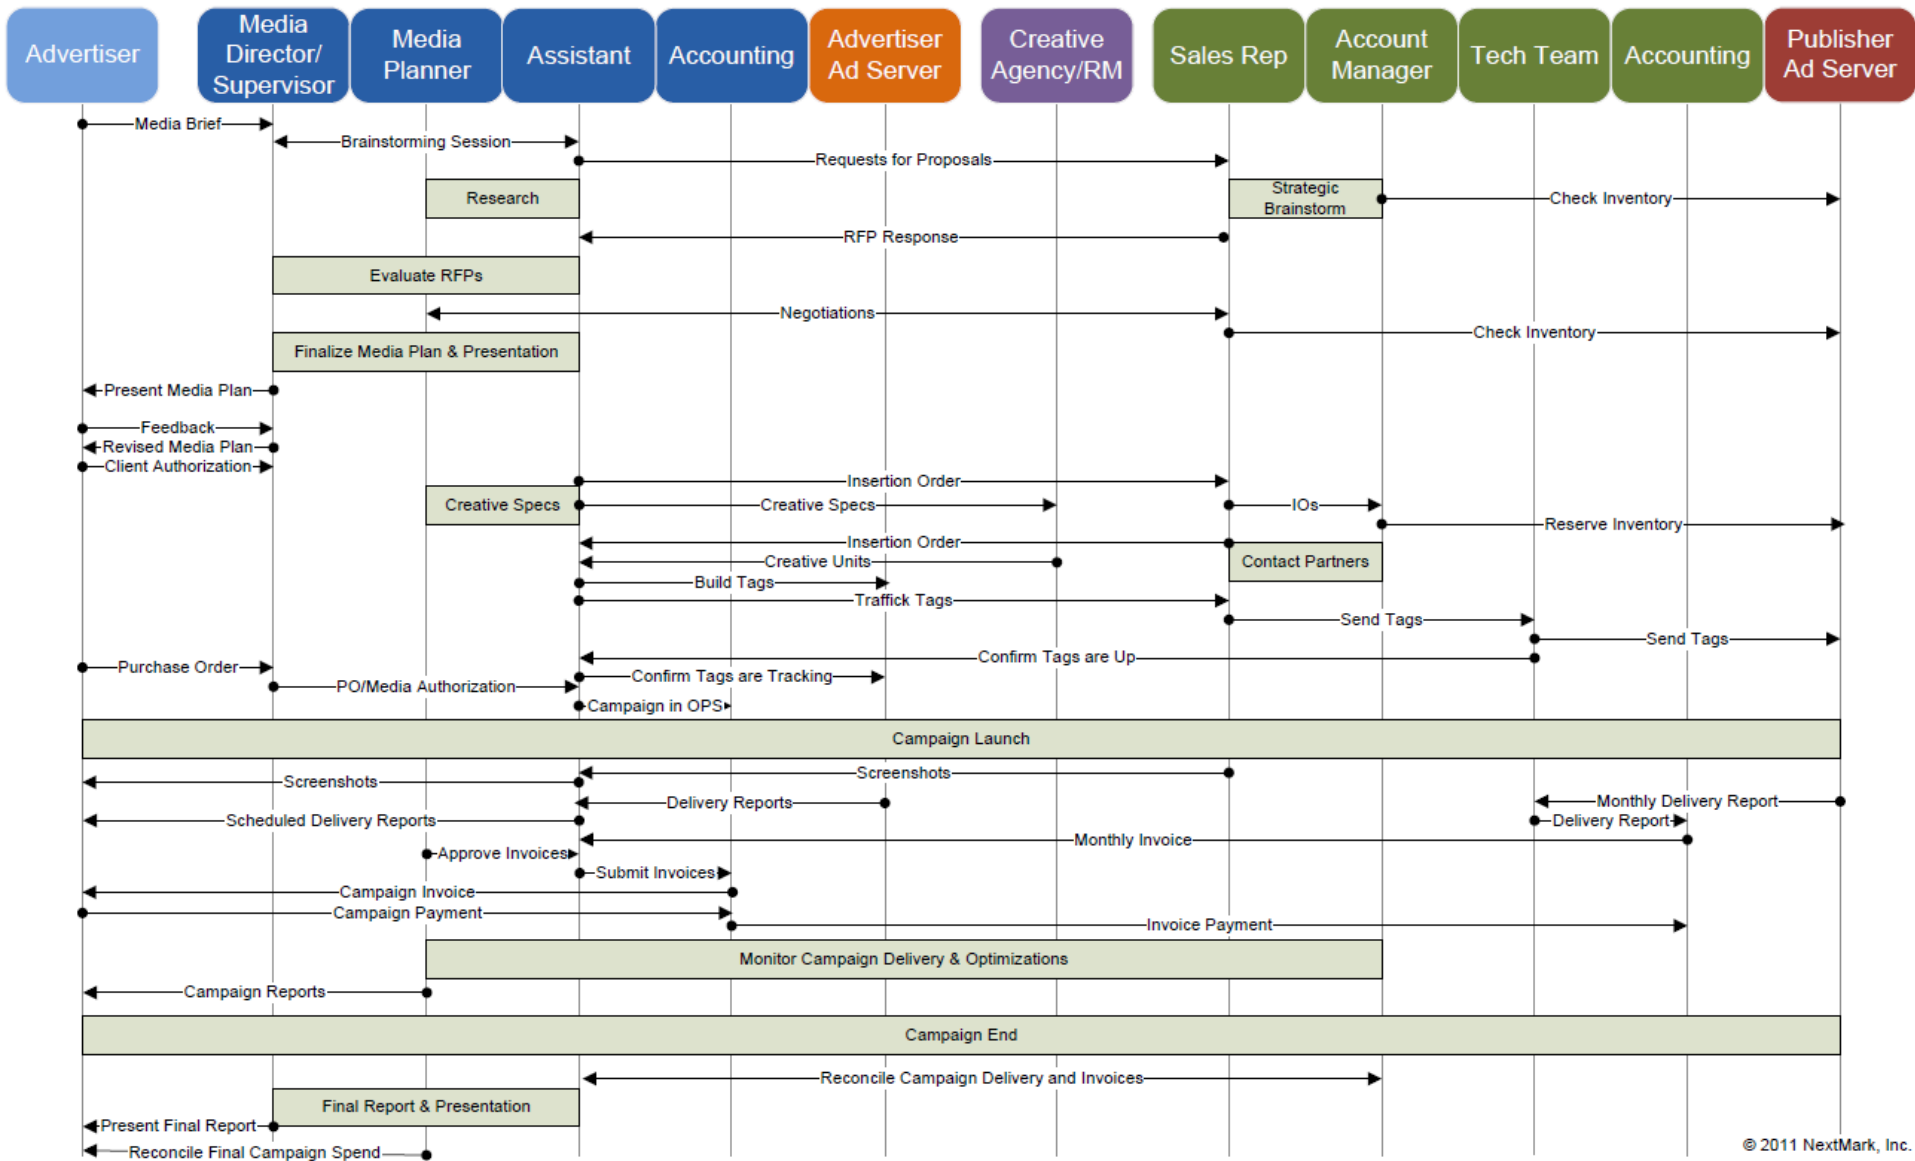 Advertiser
Media
Director/
Supervisor
Media
Planner
Assistant
Accounting
Advertiser
Ad Server
Creative
Agency/RM
Sales Rep
Account
Manager
Tech Team
Accounting
Publisher
Ad Server
Media Brief
Brainstorming Session
Requests for Proposals
Research
Strategic
Brainstorm
Check Inventory
RFP Response
Evaluate RFPs
Negotiations
Check Inventory
Finalize Media Plan & Presentation
Present Media Plan
Feedback
Revised Media Plan
Client Authorization
Insertion Order
Creative Specs
Creative Specs
IOs
Reserve Inventory
Insertion Order
Creative Units
Contact Partners
Build Tags
Traffick Tags
Send Tags
Send Tags
Confirm Tags are Up
Purchase Order
Confirm Tags are Tracking
PO/Media Authorization
Campaign in OPS
Campaign Launch
Screenshots
Screenshots
Delivery Reports
Monthly Delivery Report
Scheduled Delivery Reports
Delivery Report
Monthly Invoice
Approve Invoices
Submit Invoices
Campaign Invoice
Campaign Payment
Invoice Payment
Monitor Campaign Delivery & Optimizations
Campaign Reports
Campaign End
Reconcile Campaign Delivery and Invoices
Final Report & Presentation
Present Final Report
Reconcile Final Campaign Spend
© 2011 NextMark, Inc.